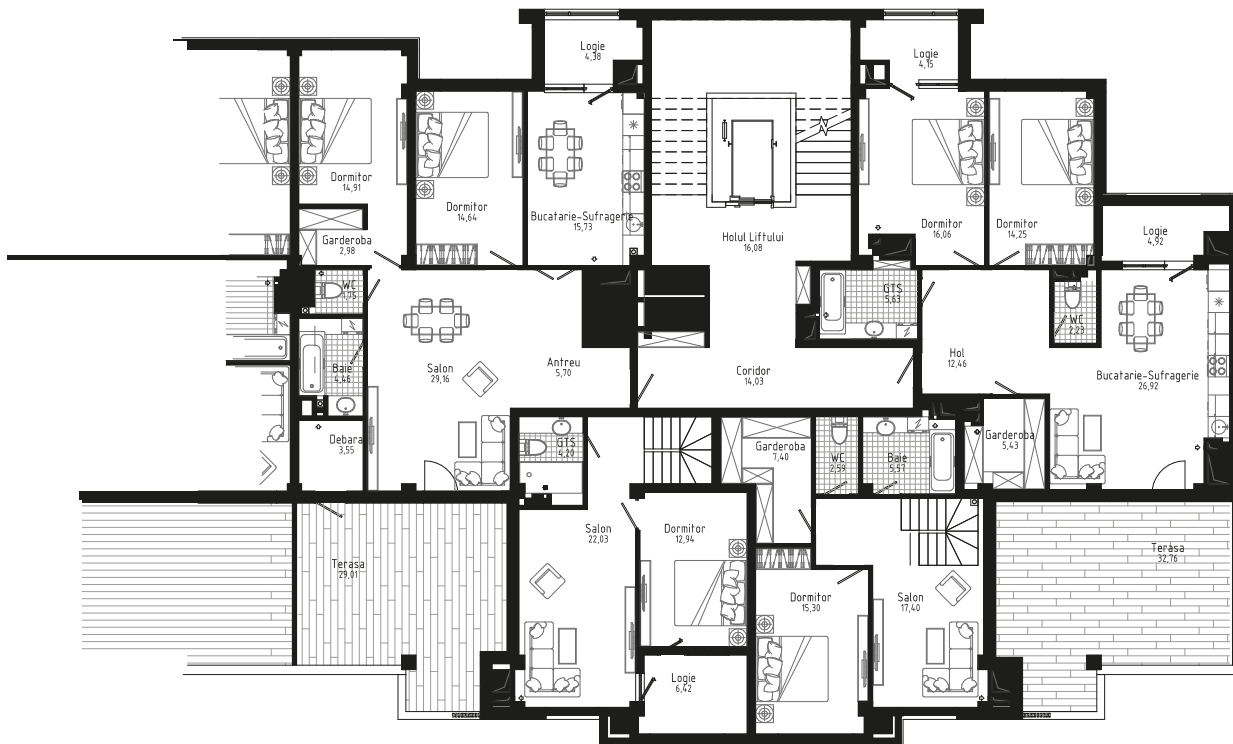 Logie
4,38
Logie
4,15
Dormitor
14,91
Dormitor
14,64
Bucatarie-Sufragerie
15,73
Holul Liftului
16,08
Dormitor
16,06
Dormitor
14,25
Logie
4,92
Garderoba
2,98
WC
1,75
GTS
5,63
WC
2,23
Baie
4,46
Salon
29,16
Antreu
5,70
Coridor
14,03
Hol
12,46
Bucatarie-Sufragerie
26,92
Debara
3,55
GTS
4,20
Garderoba
7,40
WC
2,59
Baie
5,57
Garderoba
5,43
Terasa
29,01
Salon
22,03
Dormitor
12,94
Dormitor
15,30
Salon
17,40
Terasa
32,76
Logie
6,42